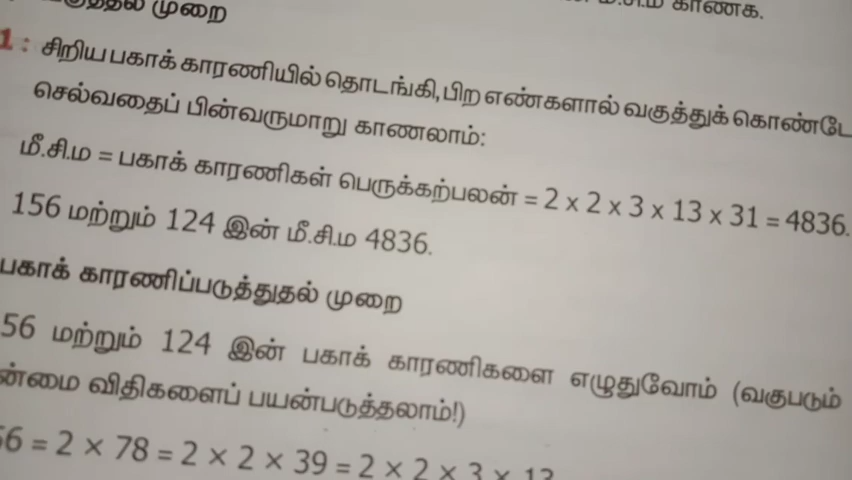 முறை
மீ.சி.ம காண்க.
1 : சிறிய பகாக் காரணியில் தொடங்கி, பிற எண்களால் வகுத்துக் கொண்டே
செல்வதைப் பின்வருமாறு காணலாம்:
மீ.சி.ம = பகாக் காரணிகள் பெருக்கற்பலன் = 2 x 2 x 3 x 13 x 31 = 4836.
156 மற்றும் 124 இன் மீ.சி.ம 4836.
பகாக் காரணிப்படுத்துதல் முறை
56 மற்றும் 124 இன் பகாக் காரணிகளை எழுதுவோம் (வகுபடும்
ன்மை விதிகளைப் பயன்படுத்தலாம்!)
56 = 2 × 78 = 2 × 2 × 39 = 2 × 2 × 3 × 13